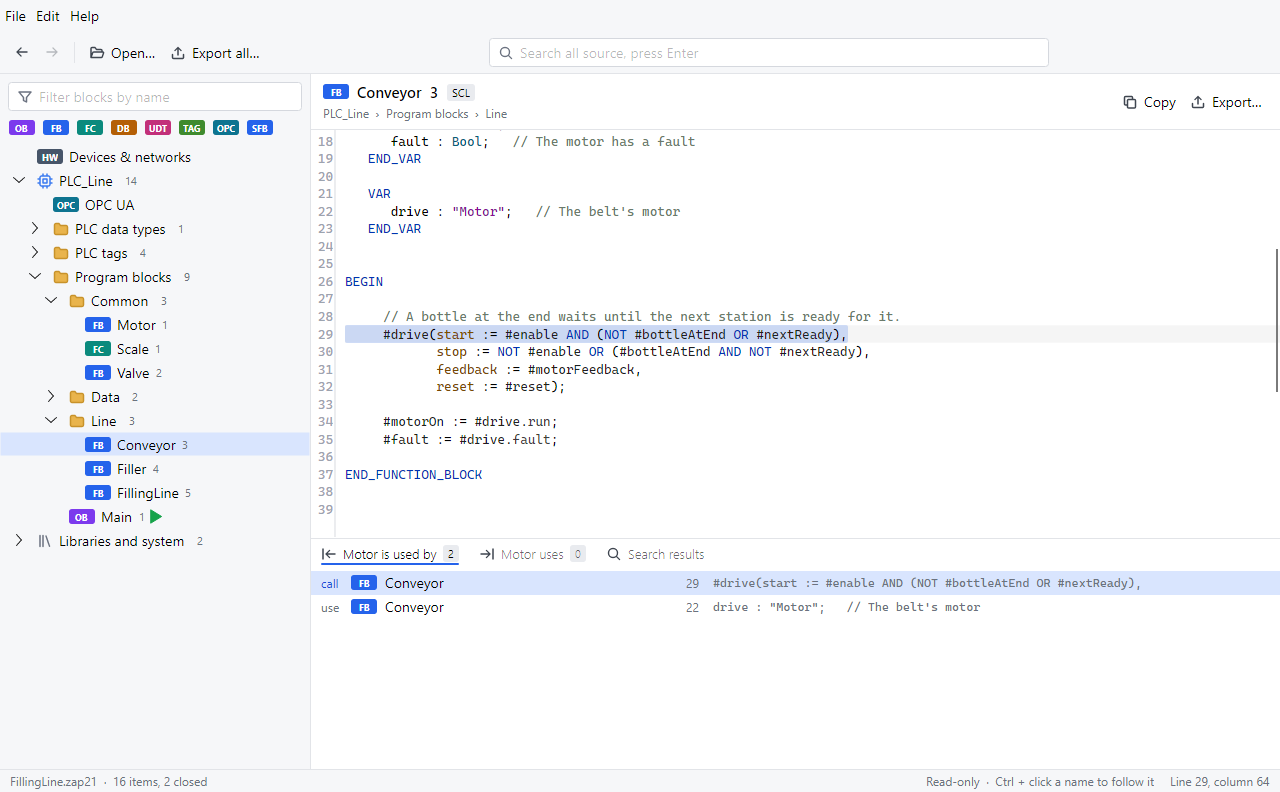 File Edit Help
Open... Export all... Search all source, press Enter
Filter blocks by name
OB FB FC DB UDT TAG OPC SFB
HW Devices & networks
PLC_Line 14
OPC OPC UA
PLC data types 1
PLC tags 4
Program blocks 9
Common 3
FB Motor 1
FC Scale 1
FB Valve 2
Data 2
Line 3
FB Conveyor 3
FB Filler 4
FB FillingLine 5
OB Main 1
Libraries and system 2
FB Conveyor 3 SCL
PLC_Line › Program blocks › Line
Copy Export...
18 fault : Bool; // The motor has a fault
19 END_VAR
20
21 VAR
22 drive : "Motor"; // The belt's motor
23 END_VAR
24
25
26 BEGIN
27
28 // A bottle at the end waits until the next station is ready for it.
29 #drive(start := #enable AND (NOT #bottleAtEnd OR #nextReady),
30 stop := NOT #enable OR (#bottleAtEnd AND NOT #nextReady),
31 feedback := #motorFeedback,
32 reset := #reset);
33
34 #motorOn := #drive.run;
35 #fault := #drive.fault;
36
37 END_FUNCTION_BLOCK
38
39
Motor is used by 2 Motor uses 0 Search results
call FB Conveyor 29 #drive(start := #enable AND (NOT #bottleAtEnd OR #nextReady),
use FB Conveyor 22 drive : "Motor"; // The belt's motor
FillingLine.zap21 · 16 items, 2 closed
Read-only · Ctrl + click a name to follow it Line 29, column 64